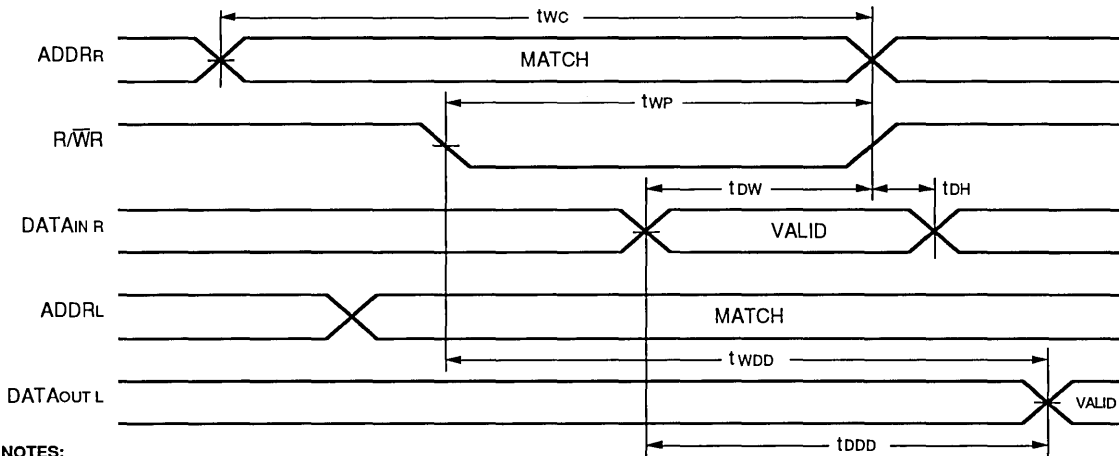 tWC
ADDRR MATCH
tWP
R/W̅R
tDW tDH
DATAIN R VALID
ADDRL MATCH
tWDD
DATAOUT L VALID
NOTES: tDDD